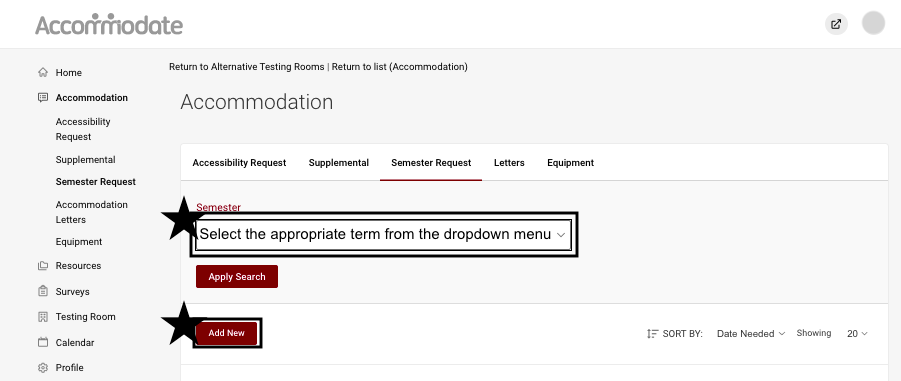 Accommodate
Return to Alternative Testing Rooms | Return to list (Accommodation)
Home
Accommodation
Accessibility
Request
Supplemental
Semester Request
Accommodation
Letters
Equipment
Resources
Surveys
Testing Room
Calendar
Profile
Accommodation
Accessibility Request Supplemental Semester Request Letters Equipment
Semester
Select the appropriate term from the dropdown menu
Apply Search
Add New
SORT BY: Date Needed Showing 20